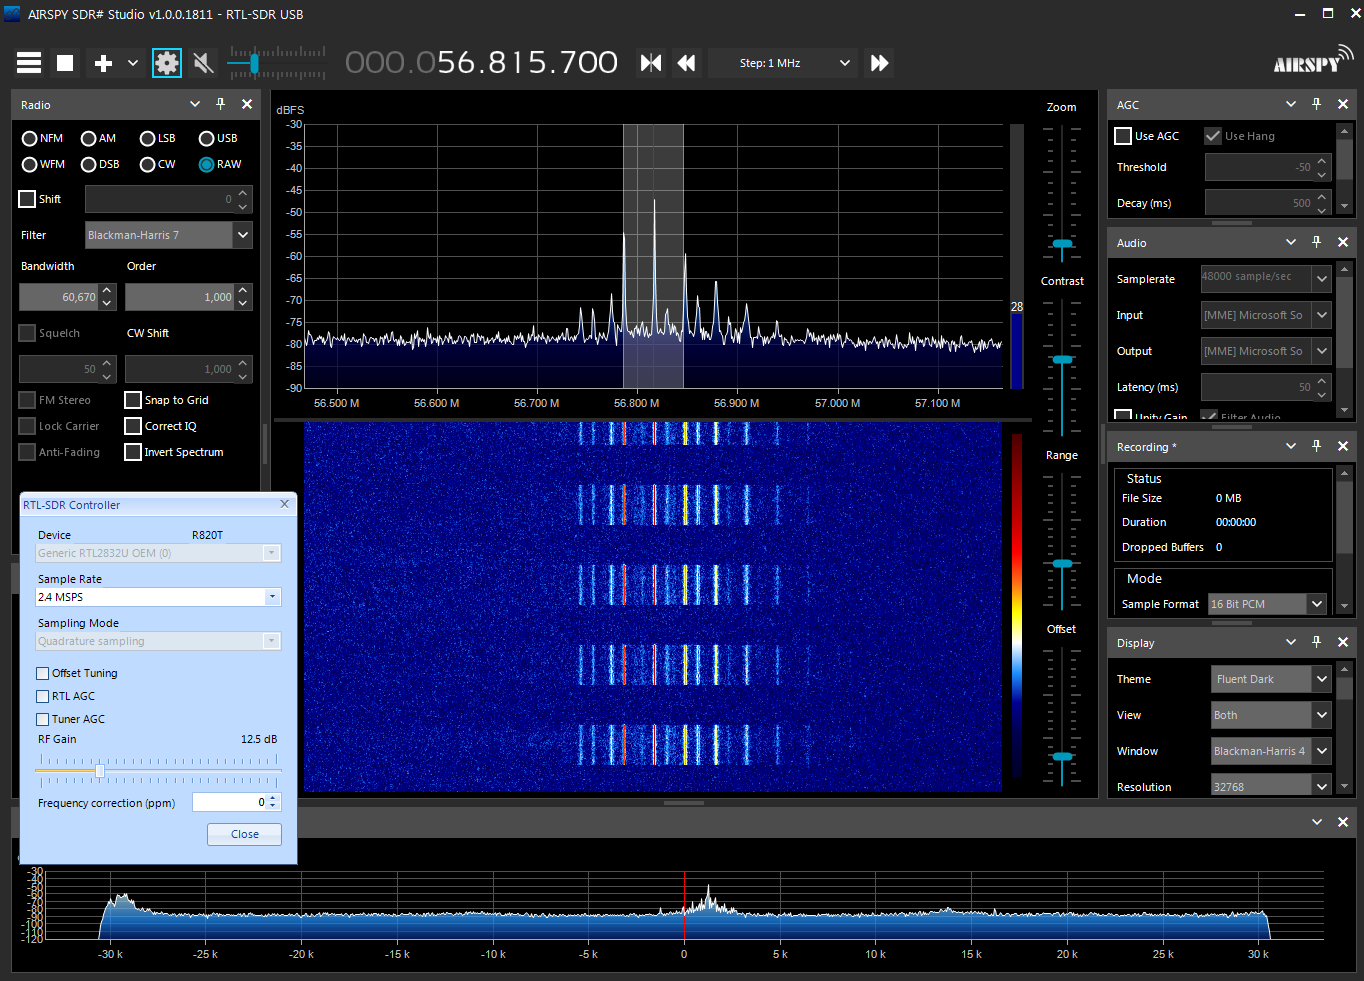 AIRSPY SDR# Studio v1.0.0.1811 - RTL-SDR USB
000.056.815.700
Step: 1 MHz
AIRSPY
Radio
NFM AM LSB USB
WFM DSB CW RAW
Shift 0
Filter Blackman-Harris 7
Bandwidth Order
60,670 1,000
Squelch CW Shift
50 1,000
FM Stereo Snap to Grid
Lock Carrier Correct IQ
Anti-Fading Invert Spectrum
RTL-SDR Controller
Device R820T
Generic RTL2832U OEM (0)
Sample Rate
2.4 MSPS
Sampling Mode
Quadrature sampling
Offset Tuning
RTL AGC
Tuner AGC
RF Gain 12.5 dB
Frequency correction (ppm) 0
Close
dBFS
-30
-35
-40
-45
-50
-55
-60
-65
-70
-75
-80
-85
-90
56.500 M 56.600 M 56.700 M 56.800 M 56.900 M 57.000 M 57.100 M
28
Zoom
Contrast
Range
Offset
AGC
Use AGC Use Hang
Threshold -50
Decay (ms) 500
Audio
Samplerate 48000 sample/sec
Input [MME] Microsoft So
Output [MME] Microsoft So
Latency (ms) 50
Unity Gain Filter Audio
Recording *
Status
File Size 0 MB
Duration 00:00:00
Dropped Buffers 0
Mode
Sample Format 16 Bit PCM
Display
Theme Fluent Dark
View Both
Window Blackman-Harris 4
Resolution 32768
-30
-40
-50
-60
-70
-80
-90
-100
-110
-120
-30 k -25 k -20 k -15 k -10 k -5 k 0 5 k 10 k 15 k 20 k 25 k 30 k